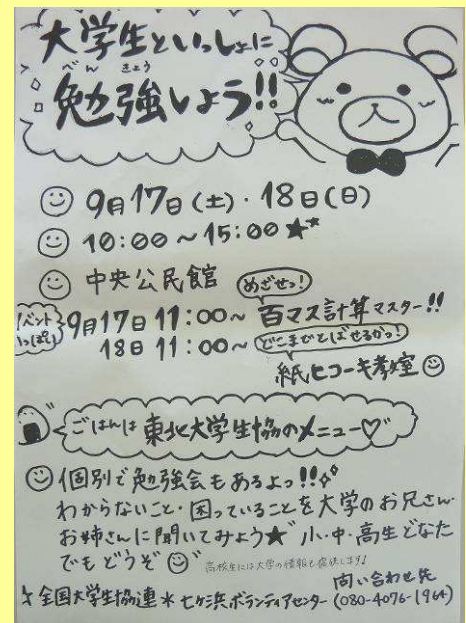 大学生といっしょに
べん きょう
勉強しよう!!
9月17日(土)・18日(日)
10:00~15:00★*
中央公民館
めざせっ!
イベント
いっぱい
9月17日 11:00~ 百マス計算マスター!!
どこまでとばせるかっ!
18日 11:00~
紙ヒコーキ教室
ごはんは 東北大学生協のメニュー♡
個別で勉強会もあるよっ!!
わからないこと・困っていることを大学のお兄さん・
お姉さんに聞いてみよう★ 小・中・高生どなた
でもどうぞ
高校生には大学の情報も提供します!
問い合わせ先
全国大学生協連*七ヶ浜ボランティアセンター (080-4076-1964)